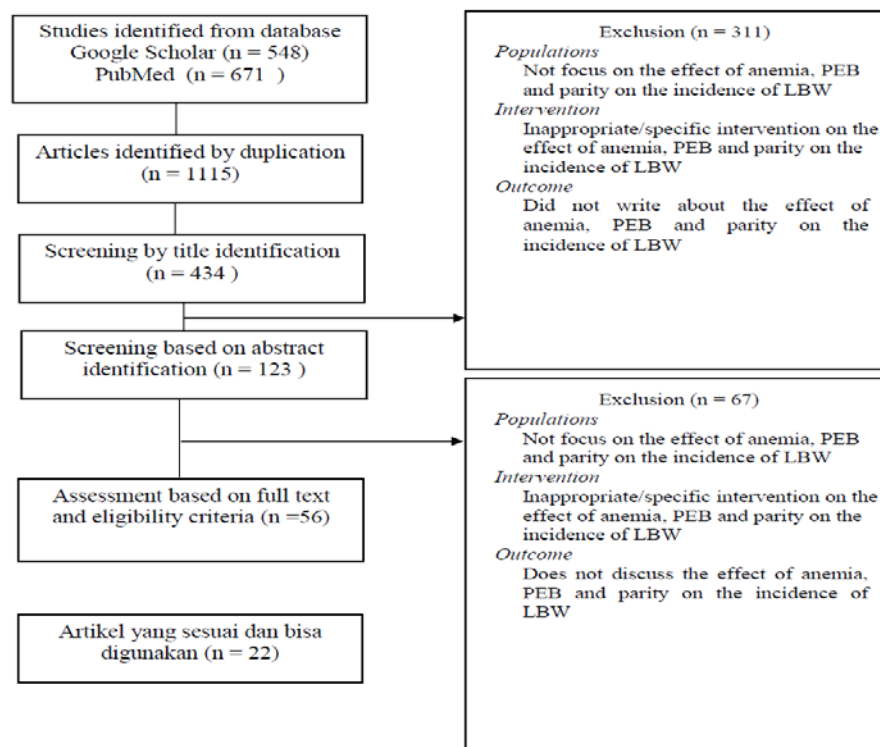 Studies identified from database
Google Scholar (n = 548)
PubMed (n = 671 )
Articles identified by duplication
(n = 1115)
Screening by title identification
(n = 434 )
Screening based on abstract
identification (n = 123 )
Assessment based on full text
and eligibility criteria (n =56)
Artikel yang sesuai dan bisa
digunakan (n = 22)
Exclusion (n = 311)
Populations
Not focus on the effect of anemia, PEB
and parity on the incidence of LBW
Intervention
Inappropriate/specific intervention on the
effect of anemia, PEB and parity on the
incidence of LBW
Outcome
Did not write about the effect of
anemia, PEB and parity on the
incidence of LBW
Exclusion (n = 67)
Populations
Not focus on the effect of anemia, PEB
and parity on the incidence of LBW
Intervention
Inappropriate/specific intervention on the
effect of anemia, PEB and parity on the
incidence of LBW
Outcome
Does not discuss the effect of anemia,
PEB and parity on the incidence of
LBW